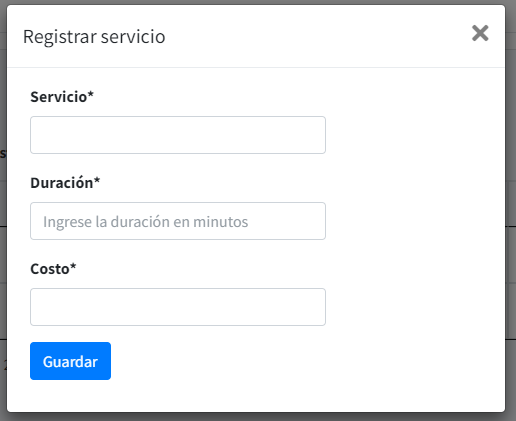 Registrar servicio
Servicio*
Duración*
Ingrese la duración en minutos
Costo*
Guardar